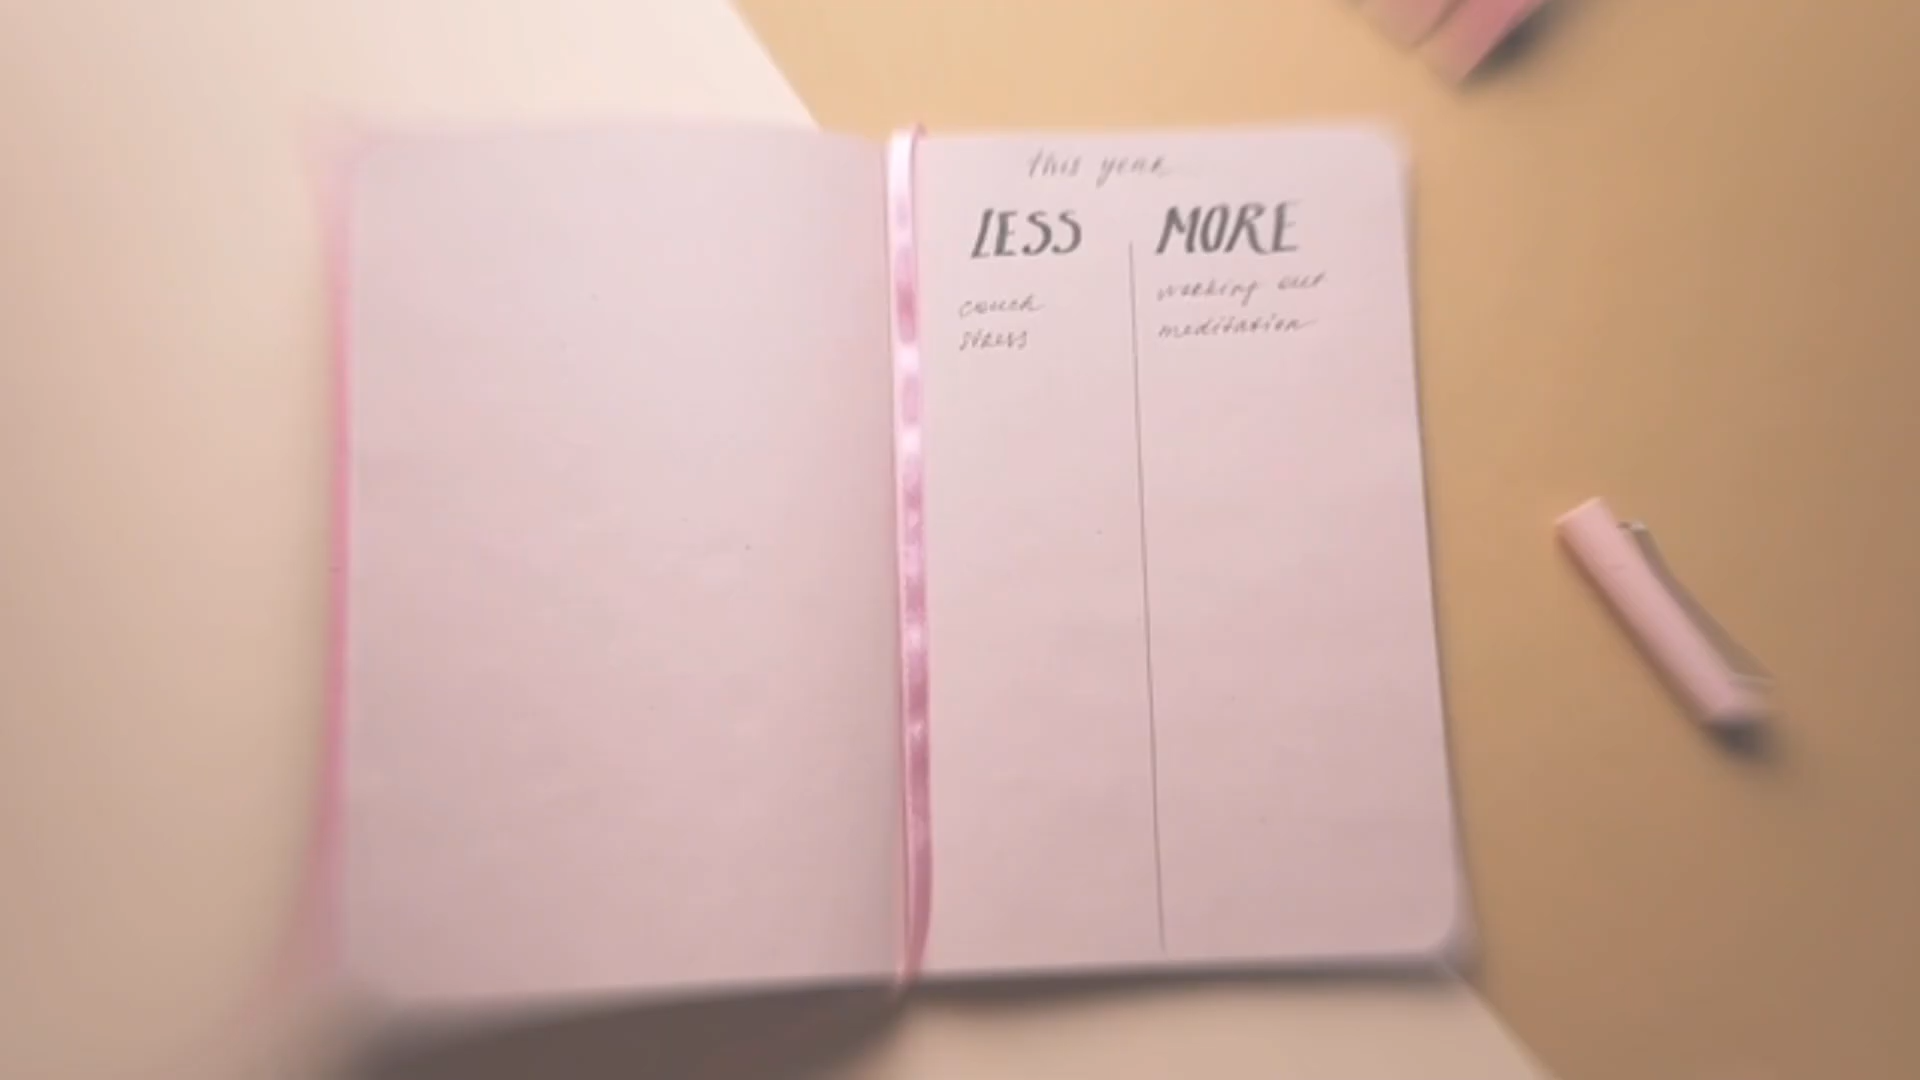 this year
LESS
MORE
couch
stress
working out
meditation